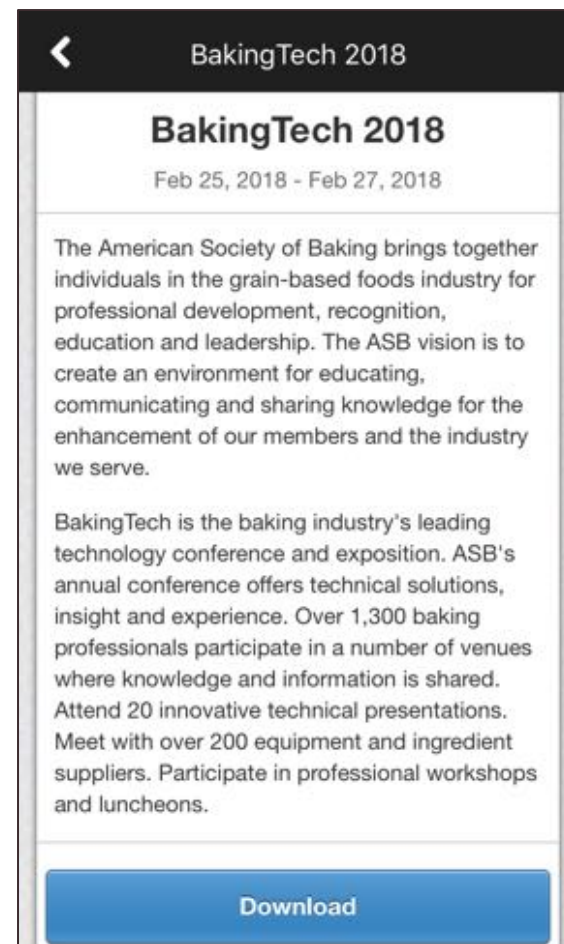 BakingTech 2018
BakingTech 2018
Feb 25, 2018 - Feb 27, 2018
The American Society of Baking brings together
individuals in the grain-based foods industry for
professional development, recognition,
education and leadership. The ASB vision is to
create an environment for educating,
communicating and sharing knowledge for the
enhancement of our members and the industry
we serve.
BakingTech is the baking industry's leading
technology conference and exposition. ASB's
annual conference offers technical solutions,
insight and experience. Over 1,300 baking
professionals participate in a number of venues
where knowledge and information is shared.
Attend 20 innovative technical presentations.
Meet with over 200 equipment and ingredient
suppliers. Participate in professional workshops
and luncheons.
Download